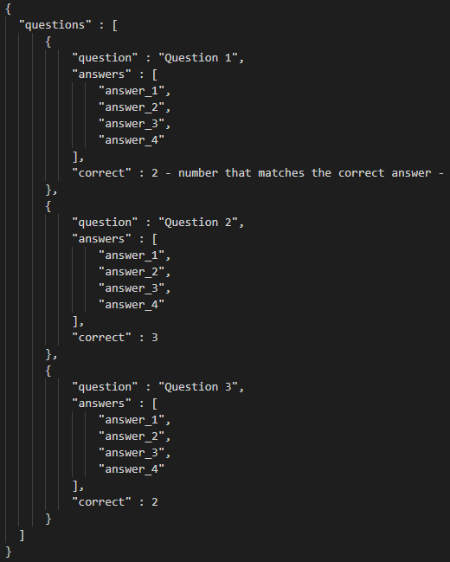 {
"questions" : [
{
"question" : "Question 1",
"answers" : [
"answer_1",
"answer_2",
"answer_3",
"answer_4"
],
"correct" : 2 - number that matches the correct answer -
},
{
"question" : "Question 2",
"answers" : [
"answer_1",
"answer_2",
"answer_3",
"answer_4"
],
"correct" : 3
},
{
"question" : "Question 3",
"answers" : [
"answer_1",
"answer_2",
"answer_3",
"answer_4"
],
"correct" : 2
}
]
}